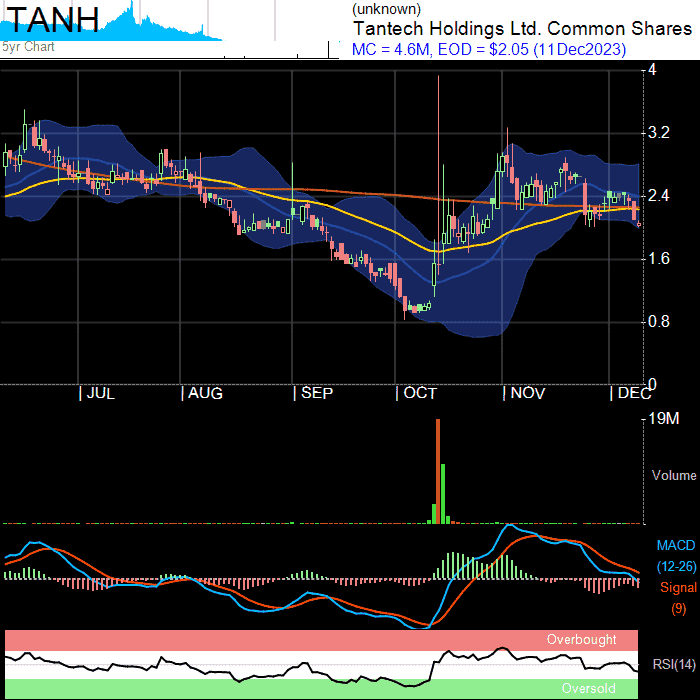 TANH
5yr Chart
(unknown)
Tantech Holdings Ltd. Common Shares
MC = 4.6M, EOD = $2.05 (11Dec2023)
4
3.2
2.4
1.6
0.8
0
| JUL | AUG | SEP | OCT | NOV | DEC
19M
Volume
MACD
(12-26)
Signal
(9)
Overbought
RSI(14)
Oversold